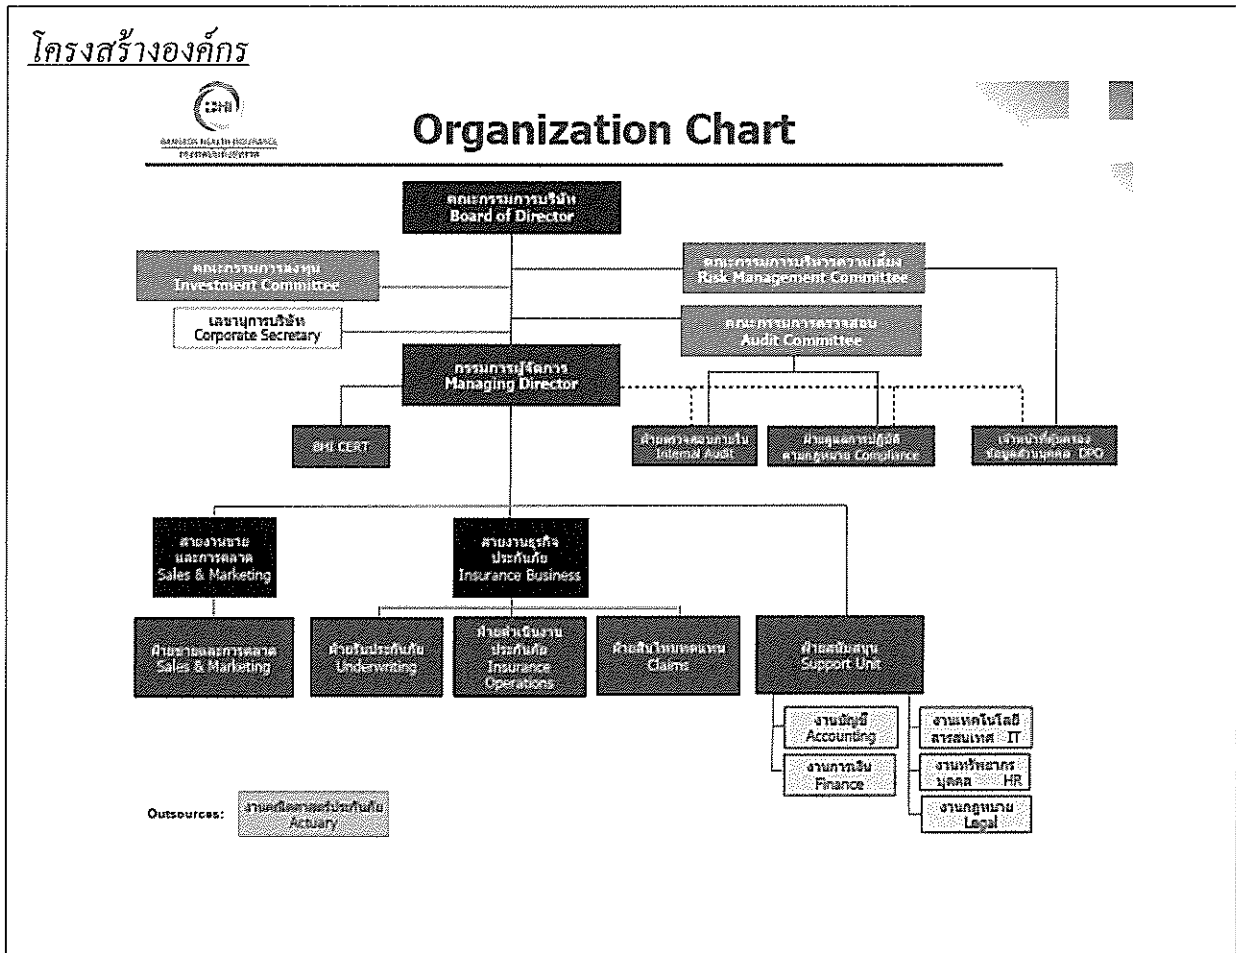 โครงสร้างองค์กร
BHI
BANGKOK HEALTH INSURANCE
กรุงเทพประกันสุขภาพ
Organization Chart
คณะกรรมการบริษัท
Board of Director
คณะกรรมการลงทุน
Investment Committee
คณะกรรมการบริหารความเสี่ยง
Risk Management Committee
เลขานุการบริษัท
Corporate Secretary
คณะกรรมการตรวจสอบ
Audit Committee
กรรมการผู้จัดการ
Managing Director
BHI CERT
ฝ่ายตรวจสอบภายใน
Internal Audit
ฝ่ายดูแลการปฏิบัติ
ตามกฎหมาย Compliance
เจ้าหน้าที่คุ้มครอง
ข้อมูลส่วนบุคคล DPO
สายงานขาย
และการตลาด
Sales & Marketing
สายงานธุรกิจ
ประกันภัย
Insurance Business
ฝ่ายขายและการตลาด
Sales & Marketing
ฝ่ายรับประกันภัย
Underwriting
ฝ่ายดำเนินงาน
ประกันภัย
Insurance
Operations
ฝ่ายสินไหมทดแทน
Claims
ฝ่ายสนับสนุน
Support Unit
งานบัญชี
Accounting
งานเทคโนโลยี
สารสนเทศ IT
งานการเงิน
Finance
งานทรัพยากร
บุคคล HR
งานกฎหมาย
Legal
Outsources:
งานคณิตศาสตร์ประกันภัย
Actuary